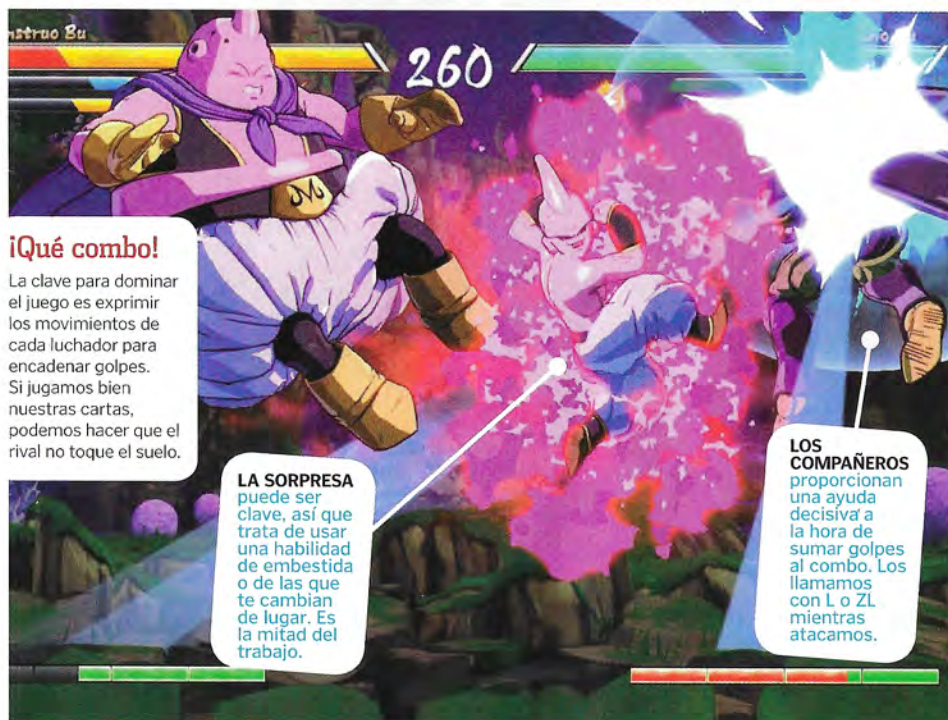 nstruo Bu
260
¡Qué combo!
La clave para dominar
el juego es exprimir
los movimientos de
cada luchador para
encadenar golpes.
Si jugamos bien
nuestras cartas,
podemos hacer que el
rival no toque el suelo.
LA SORPRESA
puede ser
clave, así que
trata de usar
una habilidad
de embestida
o de las que
te cambian
de lugar. Es
la mitad del
trabajo.
LOS
COMPAÑEROS
proporcionan
una ayuda
decisiva a
la hora de
sumar golpes
al combo. Los
llamamos
con L o ZL
mientras
atacamos.